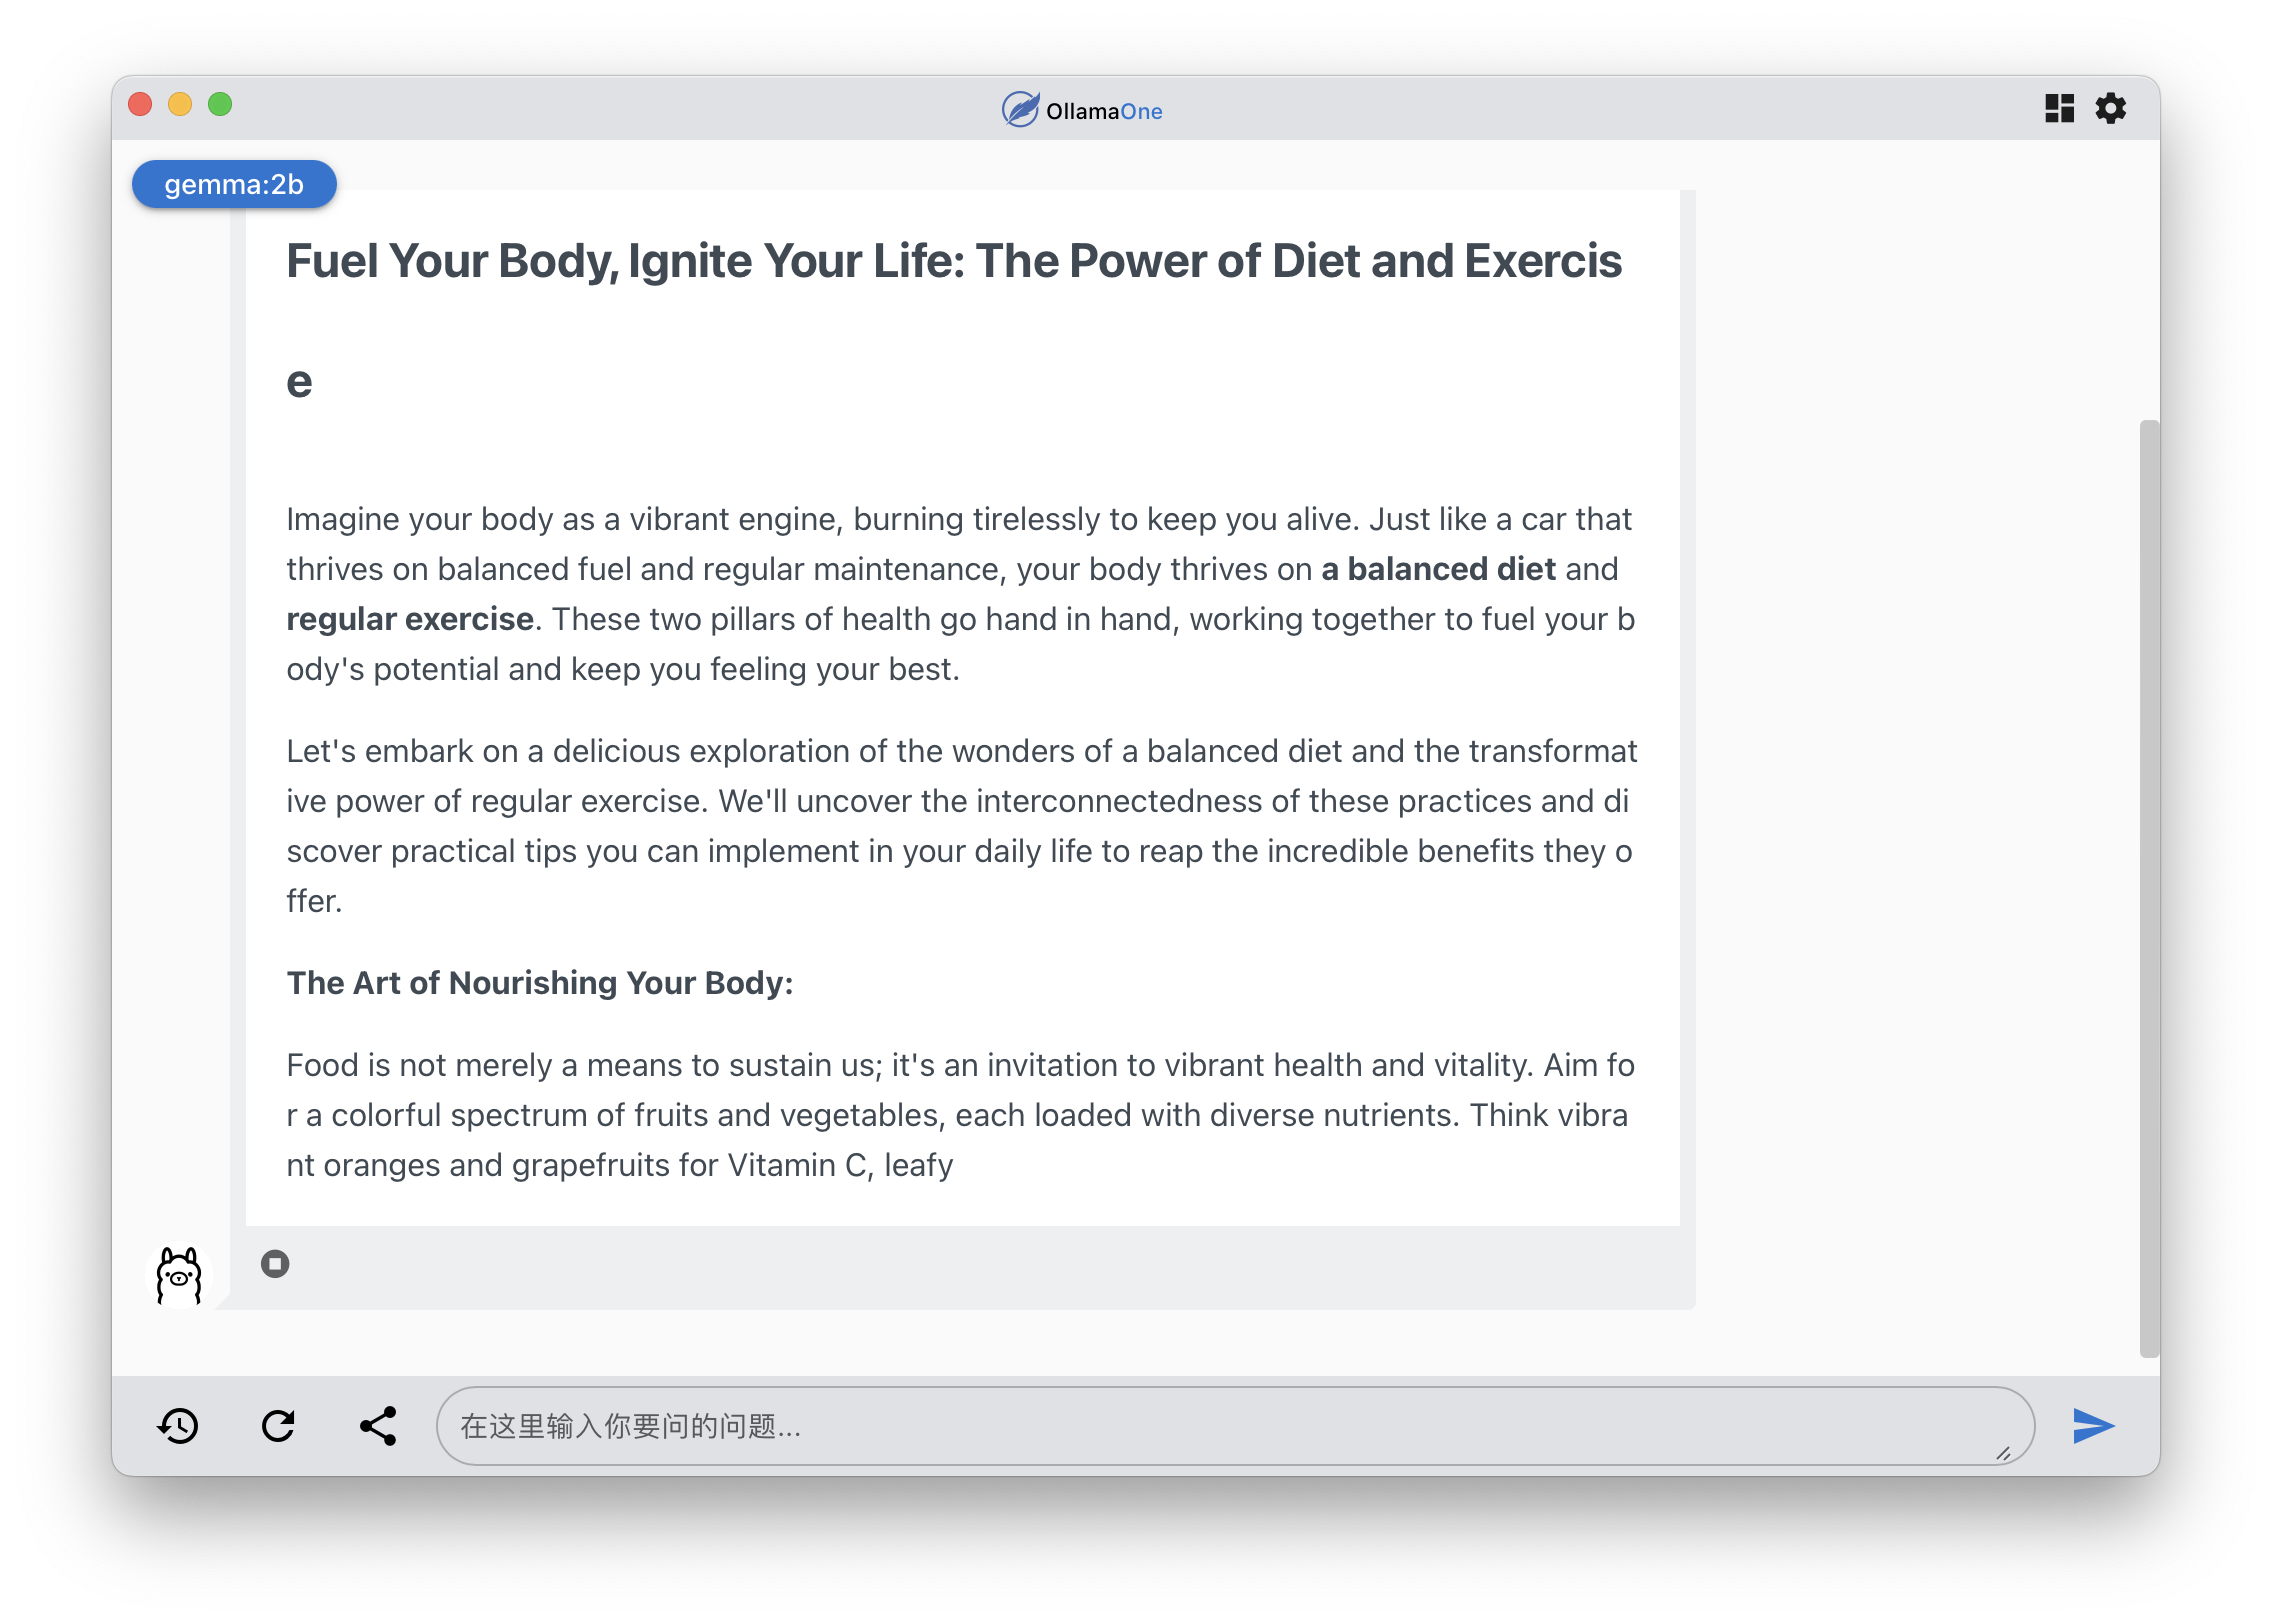 OllamaOne
gemma:2b
Fuel Your Body, Ignite Your Life: The Power of Diet and Exercis
e
Imagine your body as a vibrant engine, burning tirelessly to keep you alive. Just like a car that
thrives on balanced fuel and regular maintenance, your body thrives on a balanced diet and
regular exercise. These two pillars of health go hand in hand, working together to fuel your b
ody's potential and keep you feeling your best.
Let's embark on a delicious exploration of the wonders of a balanced diet and the transformat
ive power of regular exercise. We'll uncover the interconnectedness of these practices and di
scover practical tips you can implement in your daily life to reap the incredible benefits they o
ffer.
The Art of Nourishing Your Body:
Food is not merely a means to sustain us; it's an invitation to vibrant health and vitality. Aim fo
r a colorful spectrum of fruits and vegetables, each loaded with diverse nutrients. Think vibra
nt oranges and grapefruits for Vitamin C, leafy
在这里输入你要问的问题...